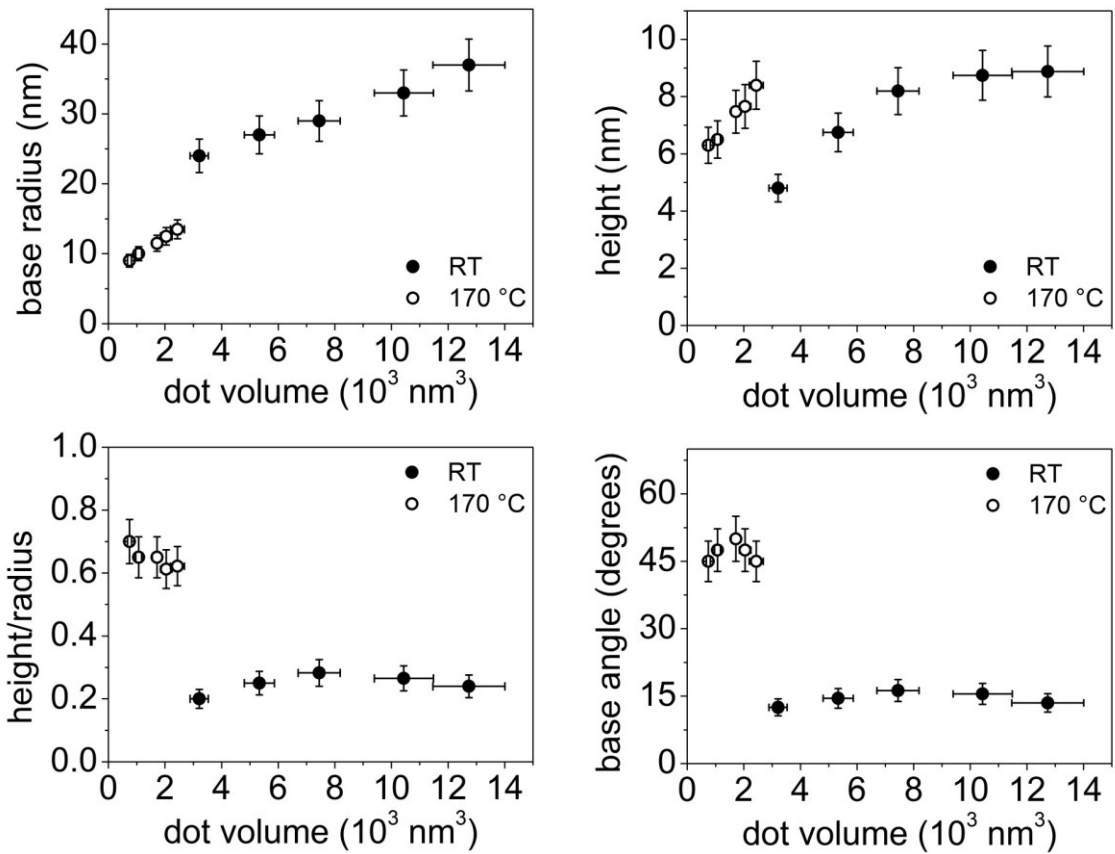 base radius (nm)
40
30
20
10
0
RT
170 °C
0 2 4 6 8 10 12 14
dot volume (10³ nm³)
height (nm)
10
8
6
4
2
0
RT
170 °C
0 2 4 6 8 10 12 14
dot volume (10³ nm³)
height/radius
1.0
0.8
0.6
0.4
0.2
0.0
RT
170 °C
0 2 4 6 8 10 12 14
dot volume (10³ nm³)
base angle (degrees)
60
45
30
15
0
RT
170 °C
0 2 4 6 8 10 12 14
dot volume (10³ nm³)